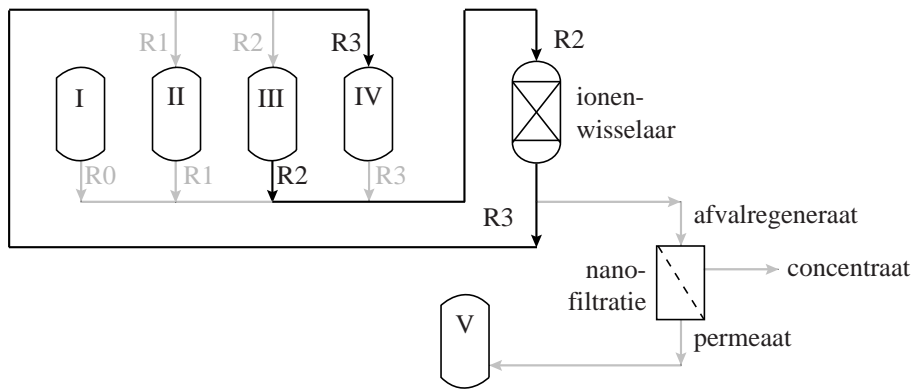 R1
R2
R3
R2
I
II
III
IV
ionen-
wisselaar
R0
R1
R2
R3
R3
afvalregeneraat
nano-
filtratie
concentraat
V
permeaat